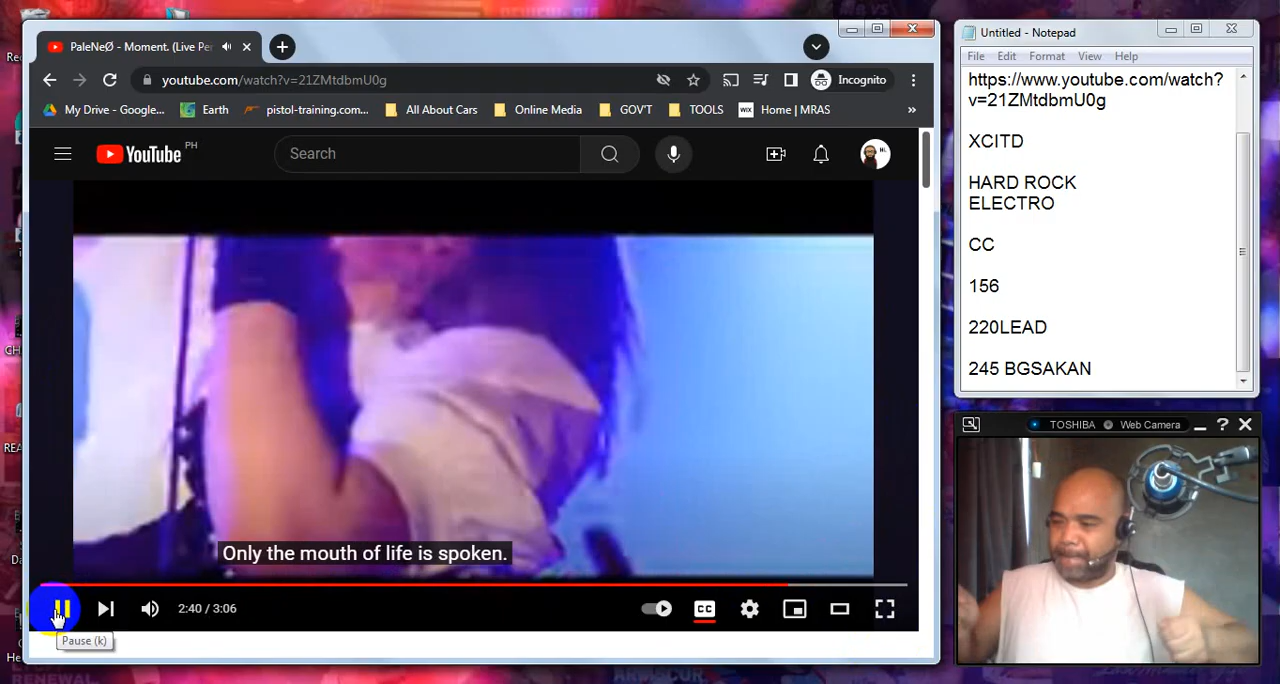 PaleNeØ - Moment. (Live Pe
youtube.com/watch?v=21ZMtdbmU0g
Incognito
My Drive - Google...
Earth
pistol-training.com...
All About Cars
Online Media
GOV'T
TOOLS
WIX
Home | MRAS
»
YouTube PH
Search
Only the mouth of life is spoken.
2:40 / 3:06
CC
Pause (k)
Untitled - Notepad
File Edit Format View Help
https://www.youtube.com/watch?
v=21ZMtdbmU0g
XCITD
HARD ROCK
ELECTRO
CC
156
220LEAD
245 BGSAKAN
TOSHIBA Web Camera
RENEWAL